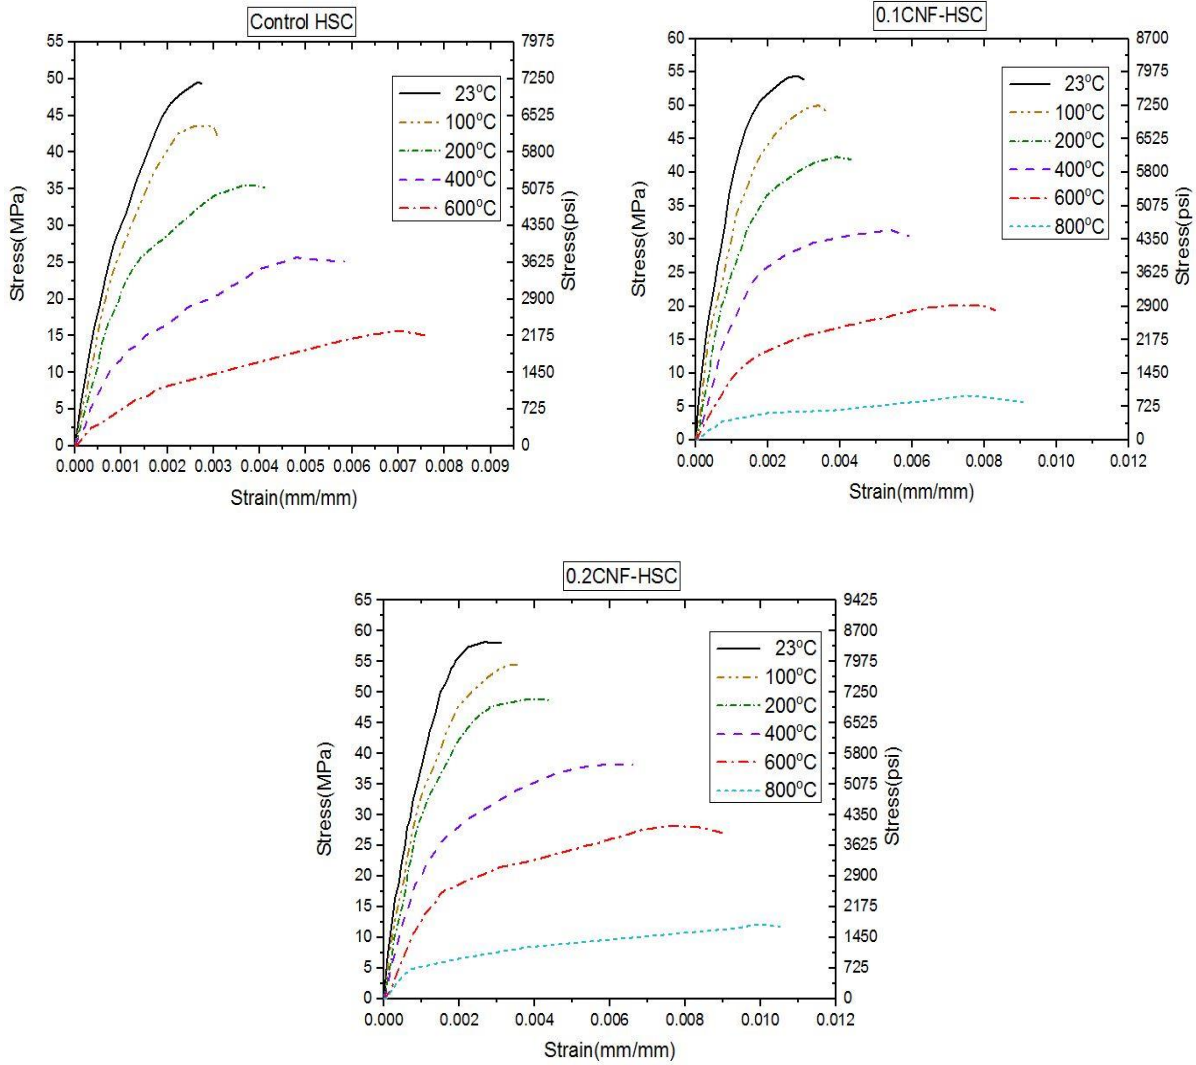 Control HSC
55
50
45
40
35
30
25
20
15
10
5
0
Stress(MPa)
7975
7250
6525
5800
5075
4350
3625
2900
2175
1450
725
0
Stress(psi)
23°C
100°C
200°C
400°C
600°C
0.000 0.001 0.002 0.003 0.004 0.005 0.006 0.007 0.008 0.009
Strain(mm/mm)
0.1CNF-HSC
60
55
50
45
40
35
30
25
20
15
10
5
0
Stress(MPa)
8700
7975
7250
6525
5800
5075
4350
3625
2900
2175
1450
725
0
Stress(psi)
23°C
100°C
200°C
400°C
600°C
800°C
0.000 0.002 0.004 0.006 0.008 0.010 0.012
Strain(mm/mm)
0.2CNF-HSC
65
60
55
50
45
40
35
30
25
20
15
10
5
0
Stress(MPa)
9425
8700
7975
7250
6525
5800
5075
4350
3625
2900
2175
1450
725
0
Stress(psi)
23°C
100°C
200°C
400°C
600°C
800°C
0.000 0.002 0.004 0.006 0.008 0.010 0.012
Strain(mm/mm)